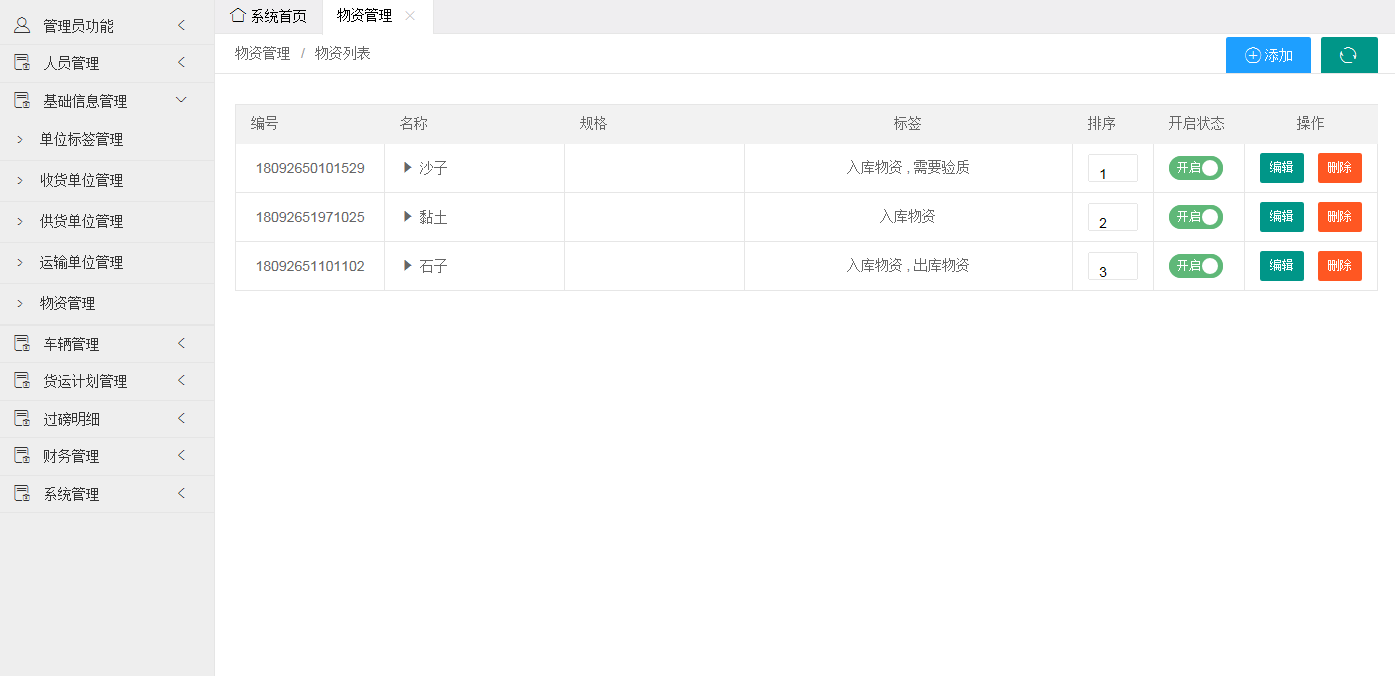 管理员功能
人员管理
基础信息管理
单位标签管理
收货单位管理
供货单位管理
运输单位管理
物资管理
车辆管理
货运计划管理
过磅明细
财务管理
系统管理
系统首页 物资管理
物资管理 / 物资列表 添加
编号 名称 规格 标签 排序 开启状态 操作
18092650101529 沙子 入库物资 , 需要验质 1 开启 编辑 删除
18092651971025 黏土 入库物资 2 开启 编辑 删除
18092651101102 石子 入库物资 , 出库物资 3 开启 编辑 删除